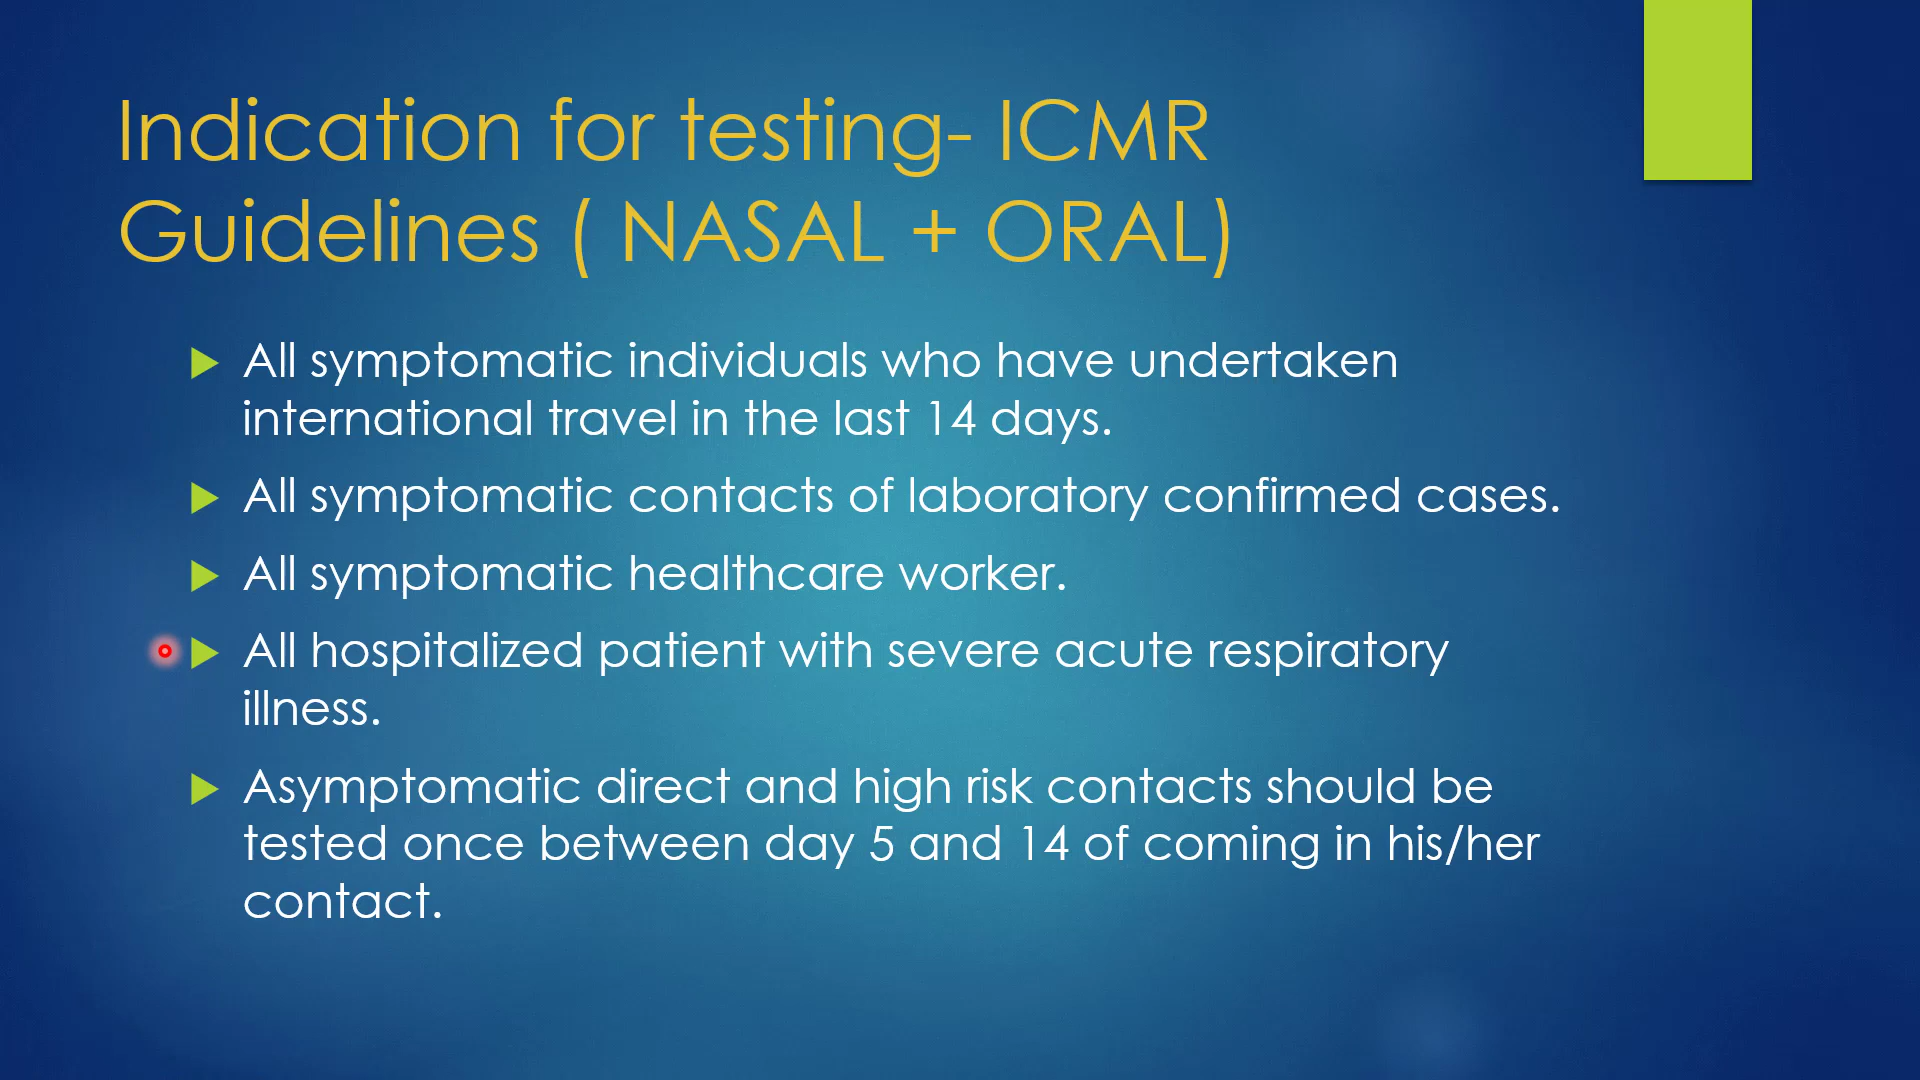 Indication for testing- ICMR
Guidelines ( NASAL + ORAL)
All symptomatic individuals who have undertaken
international travel in the last 14 days.
All symptomatic contacts of laboratory confirmed cases.
All symptomatic healthcare worker.
All hospitalized patient with severe acute respiratory
illness.
Asymptomatic direct and high risk contacts should be
tested once between day 5 and 14 of coming in his/her
contact.